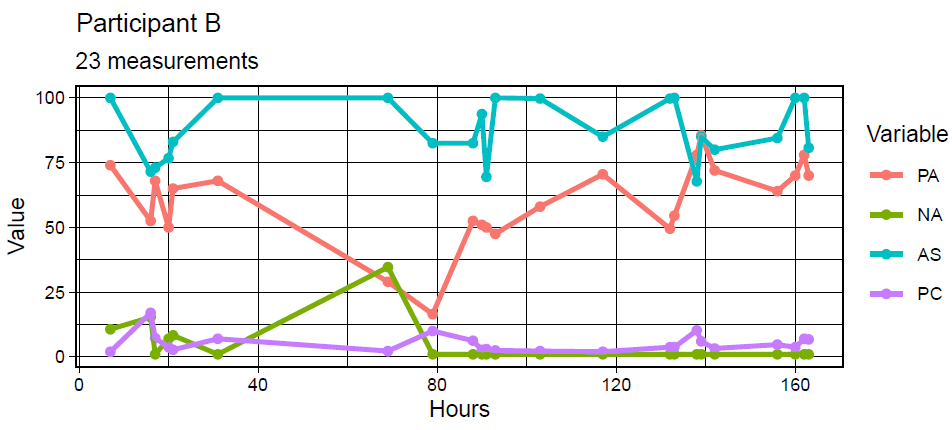 Participant B
23 measurements
100
75
50
25
0
Value
0 40 80 120 160
Hours
Variable
PA
NA
AS
PC